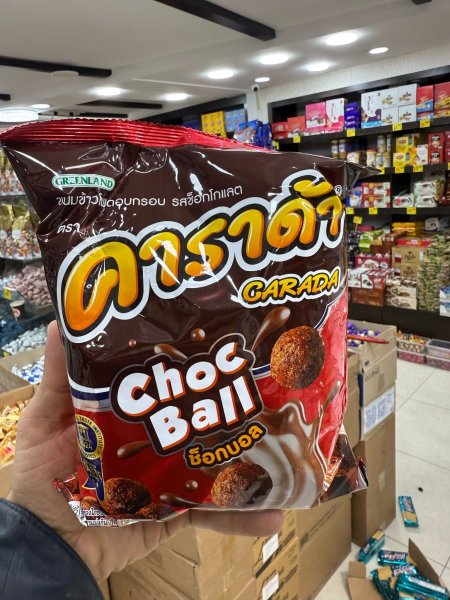 GREENLAND
ขนมข้าวโพดอบกรอบ รสช็อกโกแลต
ตรา
คาราด้า
CARADA
Choc
Ball
ช็อกบอล